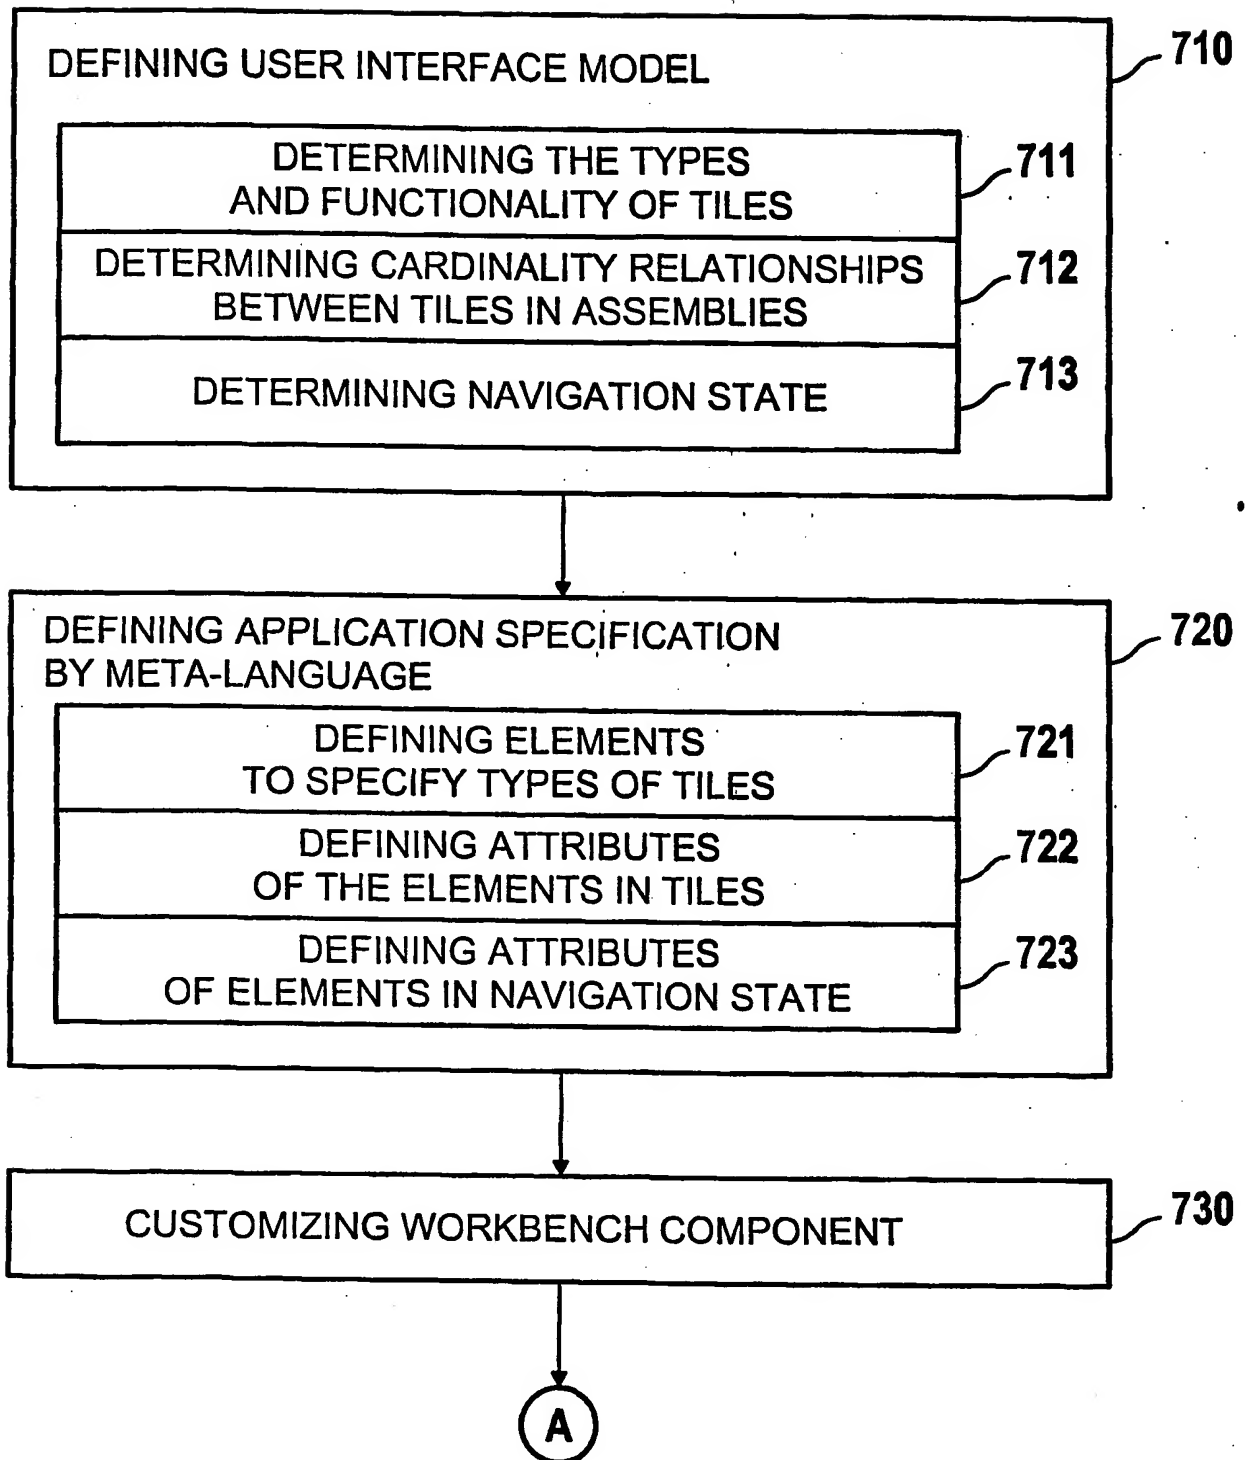 DEFINING USER INTERFACE MODEL
710
DETERMINING THE TYPES
AND FUNCTIONALITY OF TILES
711
DETERMINING CARDINALITY RELATIONSHIPS
BETWEEN TILES IN ASSEMBLIES
712
DETERMINING NAVIGATION STATE
713
DEFINING APPLICATION SPECIFICATION
BY META-LANGUAGE
720
DEFINING ELEMENTS
TO SPECIFY TYPES OF TILES
721
DEFINING ATTRIBUTES
OF THE ELEMENTS IN TILES
722
DEFINING ATTRIBUTES
OF ELEMENTS IN NAVIGATION STATE
723
CUSTOMIZING WORKBENCH COMPONENT
730
A